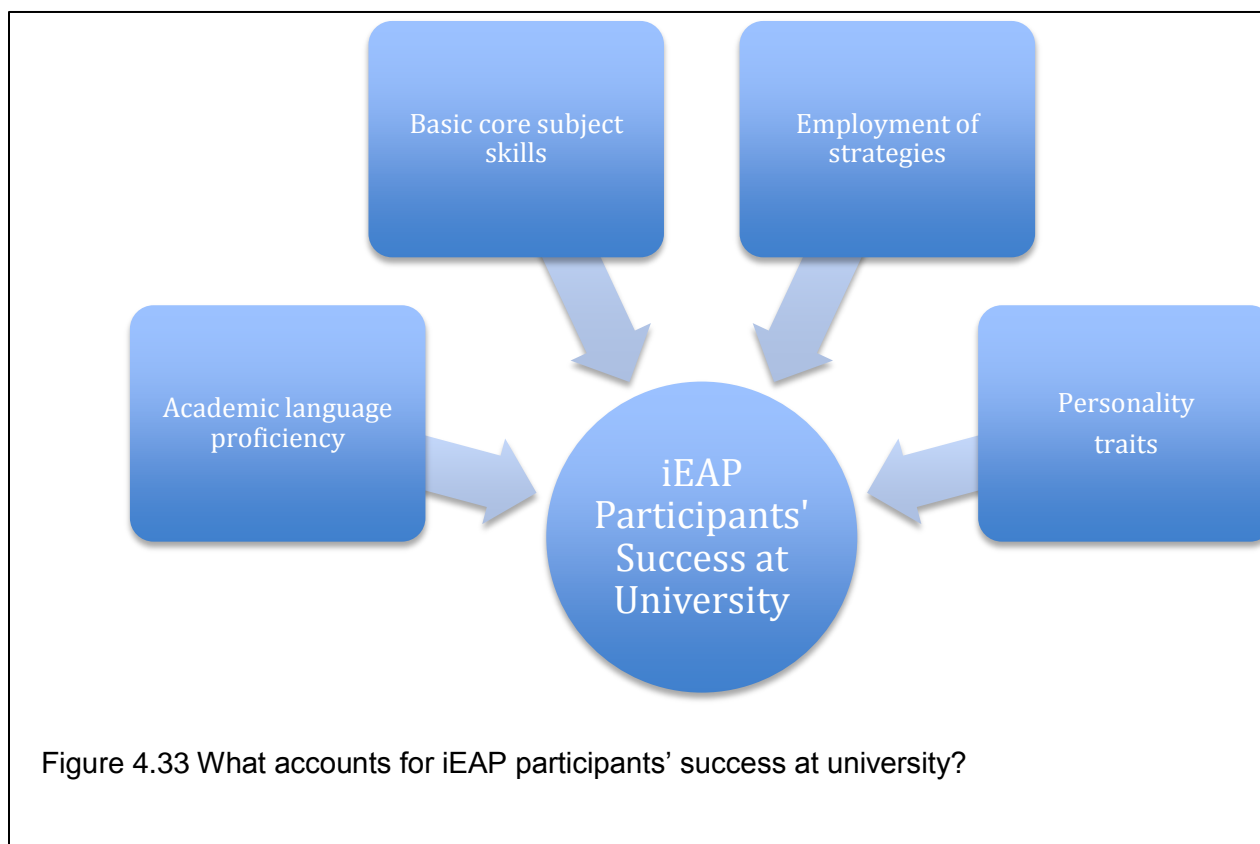 Basic core subject
skills
Employment of
strategies
Academic language
proficiency
Personality
traits
iEAP
Participants'
Success at
University
Figure 4.33 What accounts for iEAP participants’ success at university?